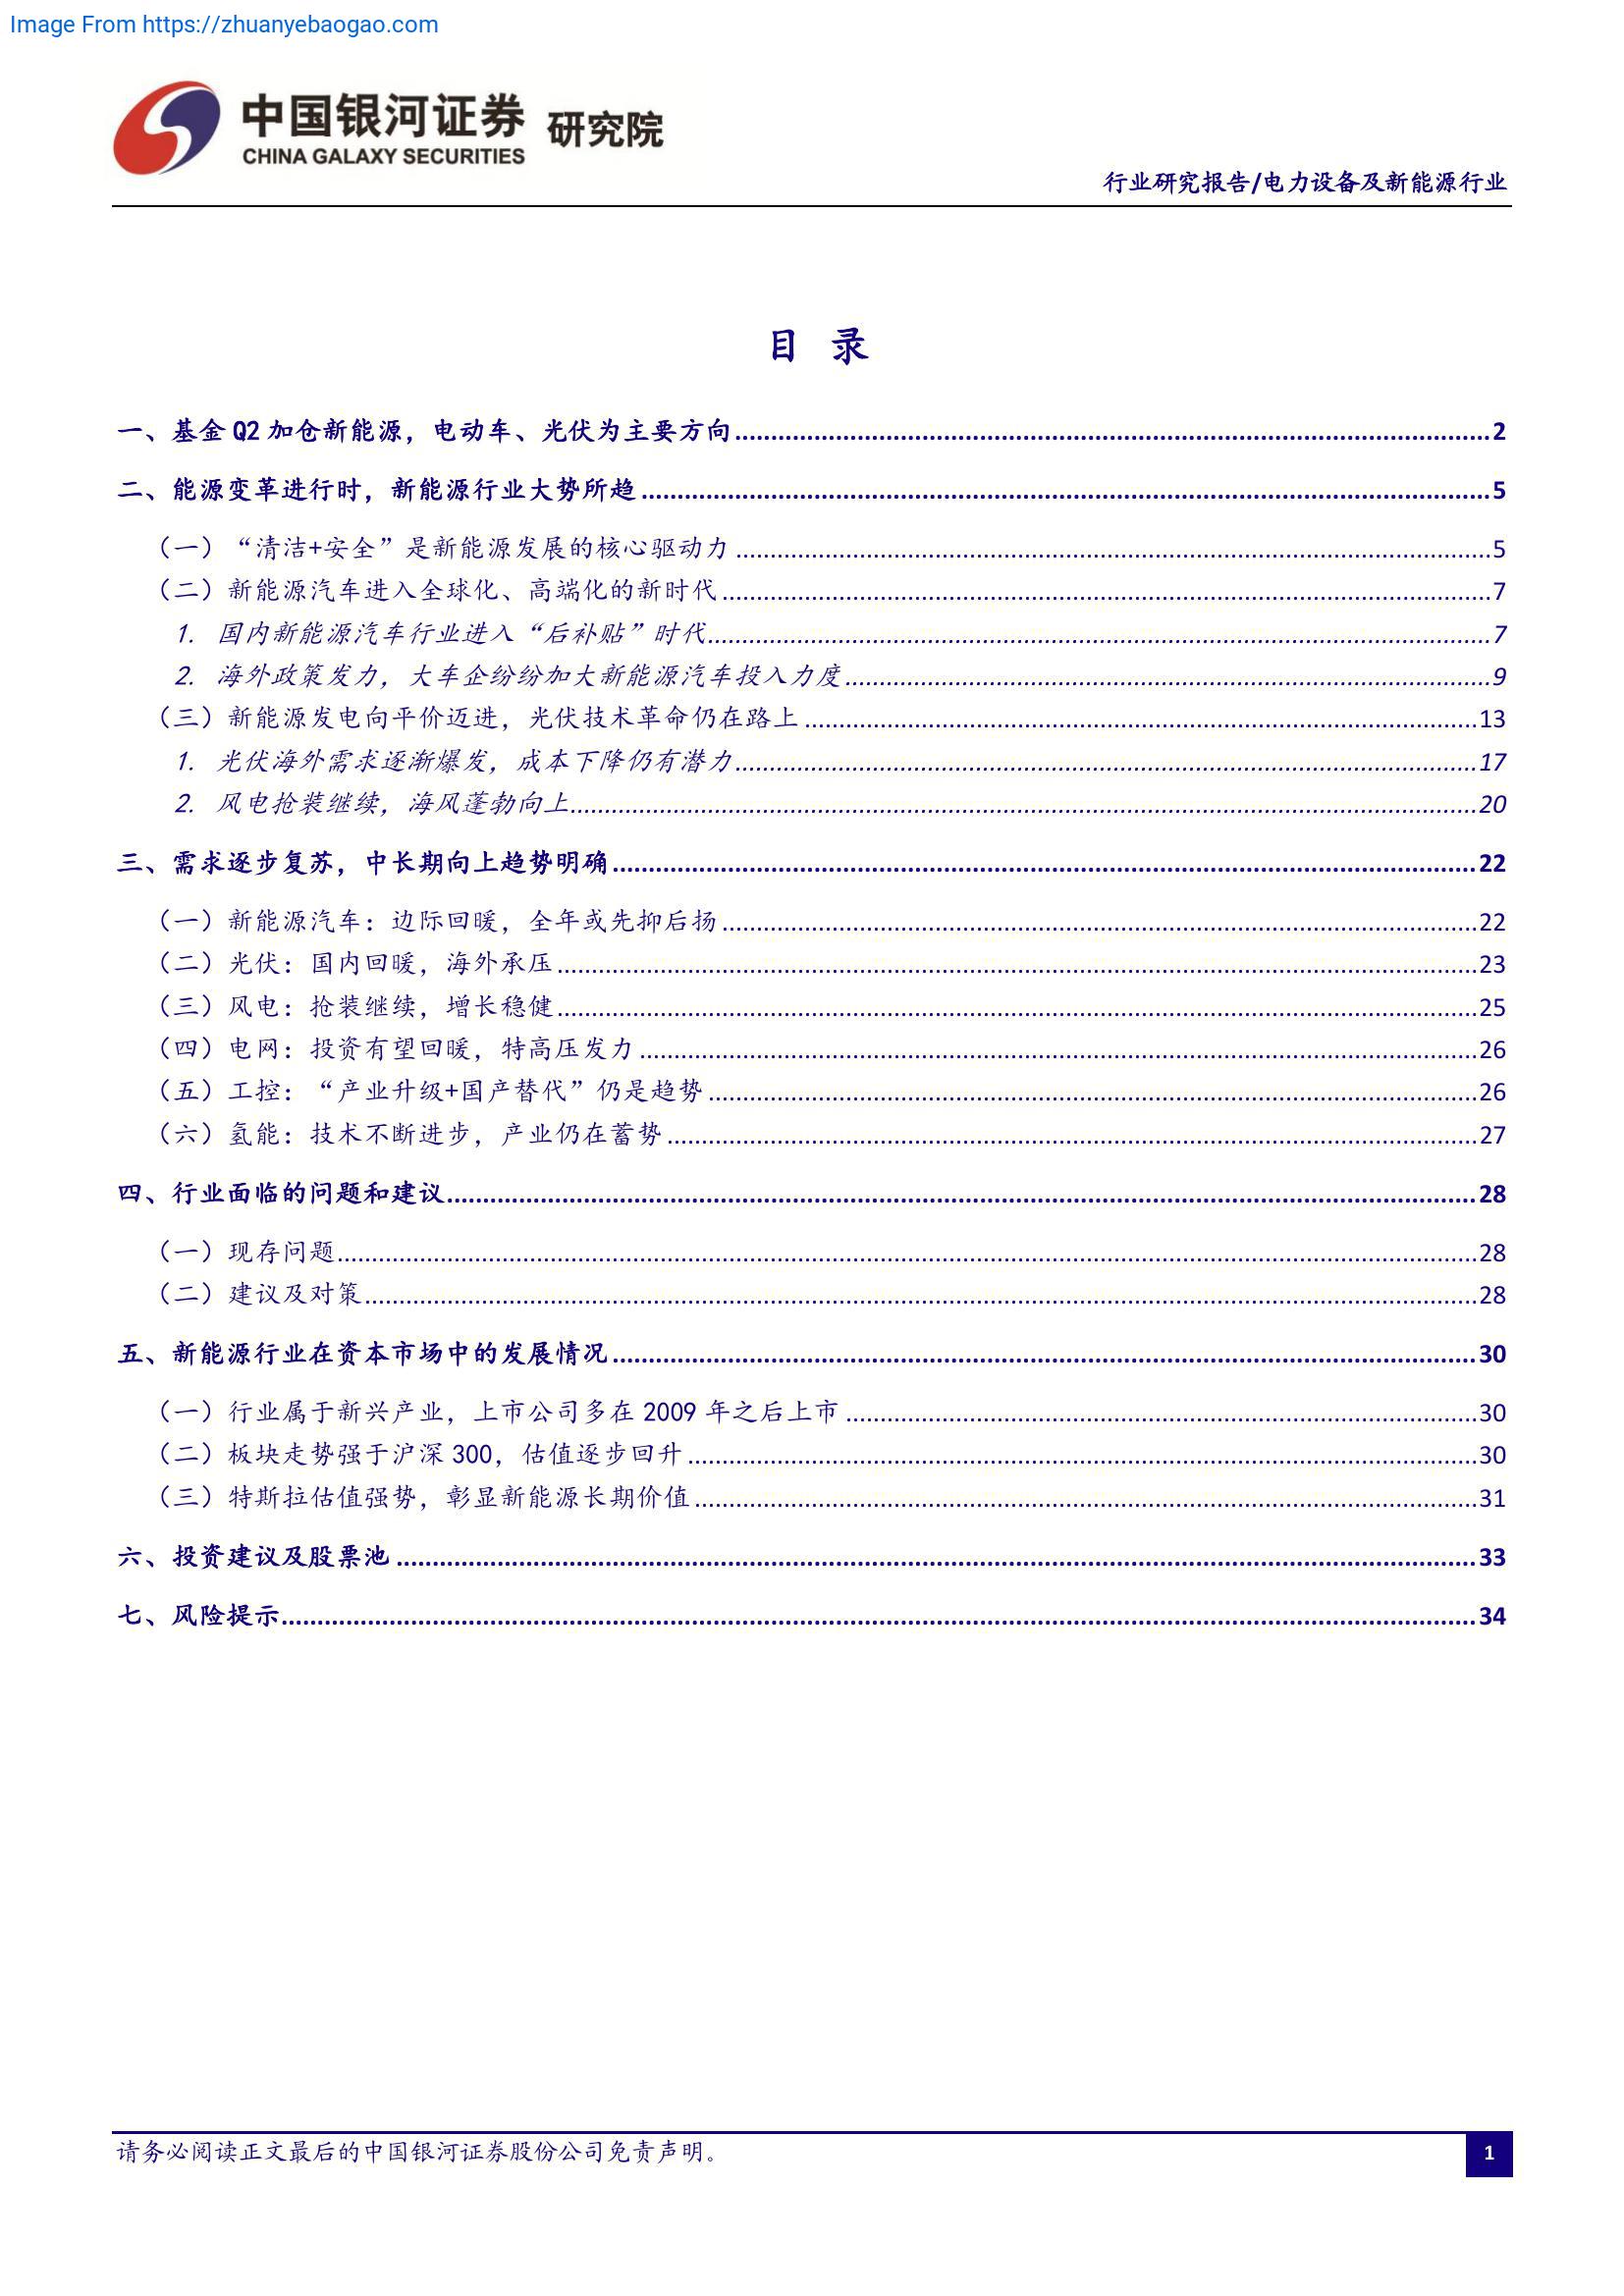 Image From https://zhuanyebaogao.com
中国银河证券 研究院
CHINA GALAXY SECURITIES
行业研究报告/电力设备及新能源行业
目 录
一、基金 Q2 加仓新能源，电动车、光伏为主要方向........2
二、能源变革进行时，新能源行业大势所趋........5
（一）“清洁+安全”是新能源发展的核心驱动力........5
（二）新能源汽车进入全球化、高端化的新时代........7
1. 国内新能源汽车行业进入“后补贴”时代........7
2. 海外政策发力，大车企纷纷加大新能源汽车投入力度........9
（三）新能源发电向平价迈进，光伏技术革命仍在路上........13
1. 光伏海外需求逐渐爆发，成本下降仍有潜力........17
2. 风电抢装继续，海风蓬勃向上........20
三、需求逐步复苏，中长期向上趋势明确........22
（一）新能源汽车：边际回暖，全年或先抑后扬........22
（二）光伏：国内回暖，海外承压........23
（三）风电：抢装继续，增长稳健........25
（四）电网：投资有望回暖，特高压发力........26
（五）工控：“产业升级+国产替代”仍是趋势........26
（六）氢能：技术不断进步，产业仍在蓄势........27
四、行业面临的问题和建议........28
（一）现存问题........28
（二）建议及对策........28
五、新能源行业在资本市场中的发展情况........30
（一）行业属于新兴产业，上市公司多在 2009 年之后上市........30
（二）板块走势强于沪深 300，估值逐步回升........30
（三）特斯拉估值强势，彰显新能源长期价值........31
六、投资建议及股票池........33
七、风险提示........34
请务必阅读正文最后的中国银河证券股份公司免责声明。
1